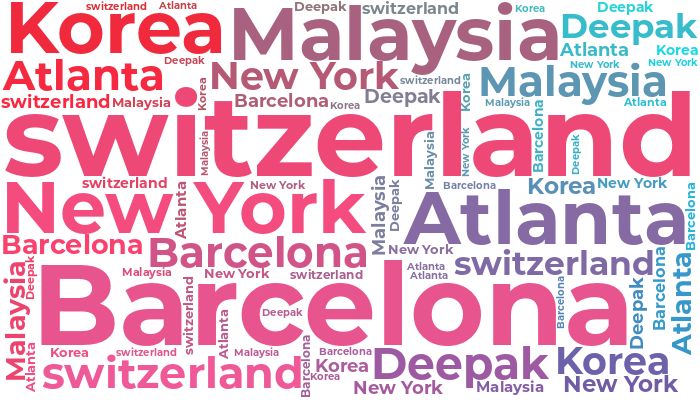 switzerland Atlanta Deepak switzerland Korea Deepak
Korea Malaysia Deepak
Atlanta Korea
Deepak New York New York
Atlanta New York switzerland Malaysia
switzerland Malaysia Korea Barcelona Korea Deepak Korea Malaysia Atlanta
switzerland
Malaysia Malaysia New York Barcelona Deepak
switzerland New York Barcelona Korea New York
New York Atlanta Malaysia Deepak Atlanta Barcelona
Barcelona Barcelona New York
switzerland
Malaysia Deepak Malaysia New York switzerland Atlanta Atlanta
Barcelona
switzerland Atlanta Deepak Barcelona Deepak Barcelona Atlanta
Atlanta Korea switzerland Malaysia Barcelona Barcelona
switzerland Korea Korea Deepak Korea
New York Malaysia New York